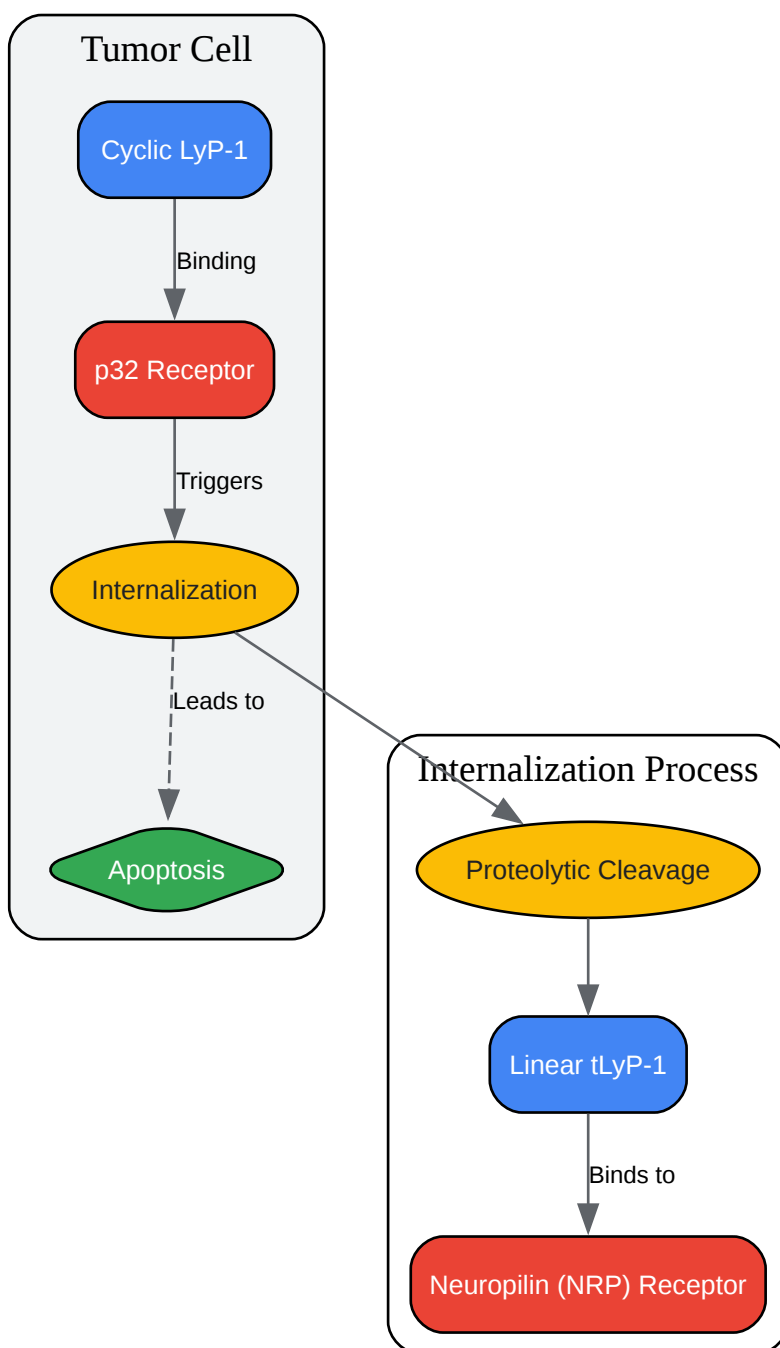 Tumor Cell
Cyclic LyP-1
Binding
p32 Receptor
Triggers
Internalization
Leads to
Apoptosis
Internalization Process
Proteolytic Cleavage
Linear tLyP-1
Binds to
Neuropilin (NRP) Receptor